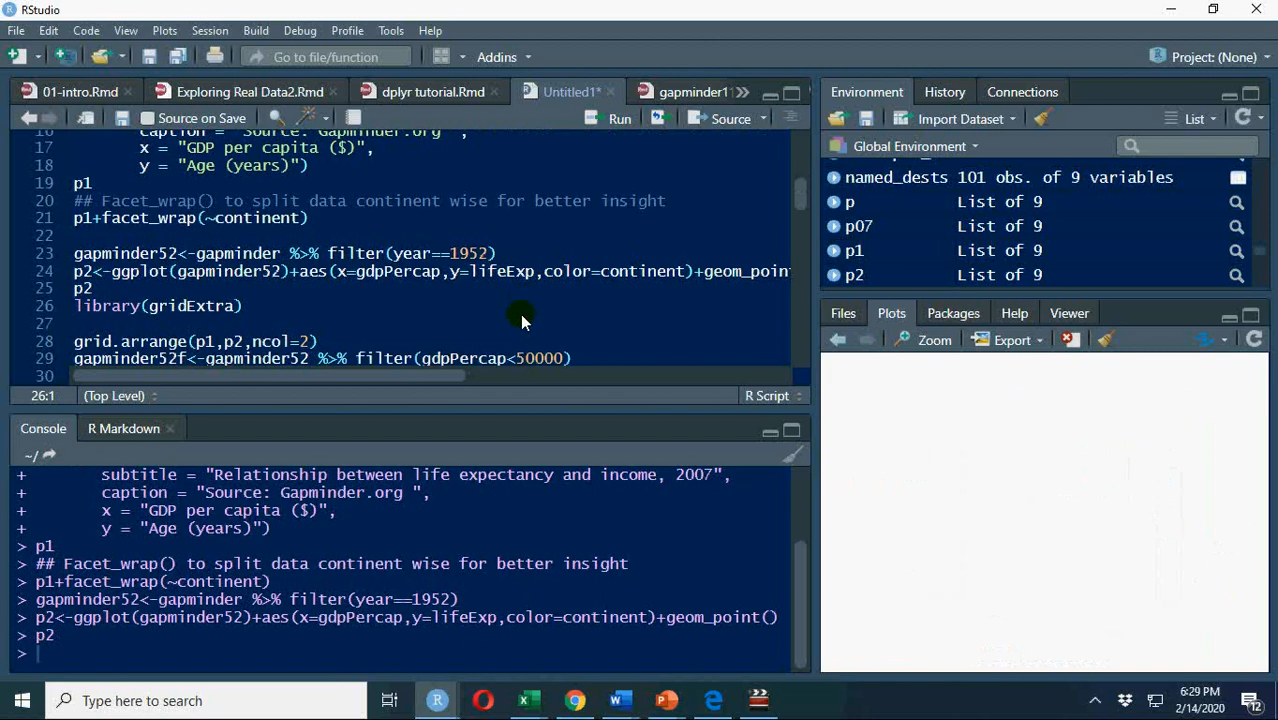 RStudio
File Edit View Plots Session Build Debug Profile Tools Help
Go to file/function Addins Project: (None)
01-intro.Rmd Exploring Real Data2.Rmd dplyr tutorial.Rmd Untitled1* gapminder1
Source on Save Run Source
16 caption = "Source: Gapminder.org ",
17 x = "GDP per capita ($)",
18 y = "Age (years)")
19 p1
20 ## Facet_wrap() to split data continent wise for better insight
21 p1+facet_wrap(~continent)
22
23 gapminder52<-gapminder %>% filter(year==1952)
24 p2<-ggplot(gapminder52)+aes(x=gdpPercap,y=lifeExp,color=continent)+geom_point
25 p2
26 library(gridExtra)
27
28 grid.arrange(p1,p2,ncol=2)
29 gapminder52f<-gapminder52 %>% filter(gdpPercap<50000)
30
26:1 (Top Level) R Script
Console R Markdown
~/
+ subtitle = "Relationship between life expectancy and income, 2007",
+ caption = "Source: Gapminder.org ",
+ x = "GDP per capita ($)",
+ y = "Age (years)")
> p1
> ## Facet_wrap() to split data continent wise for better insight
> p1+facet_wrap(~continent)
> gapminder52<-gapminder %>% filter(year==1952)
> p2<-ggplot(gapminder52)+aes(x=gdpPercap,y=lifeExp,color=continent)+geom_point()
> p2
>
Environment History Connections
Import Dataset List
Global Environment
named_dests 101 obs. of 9 variables
p List of 9
p07 List of 9
p1 List of 9
p2 List of 9
Files Plots Packages Help Viewer
Zoom Export
Type here to search
6:29 PM
2/14/2020
12